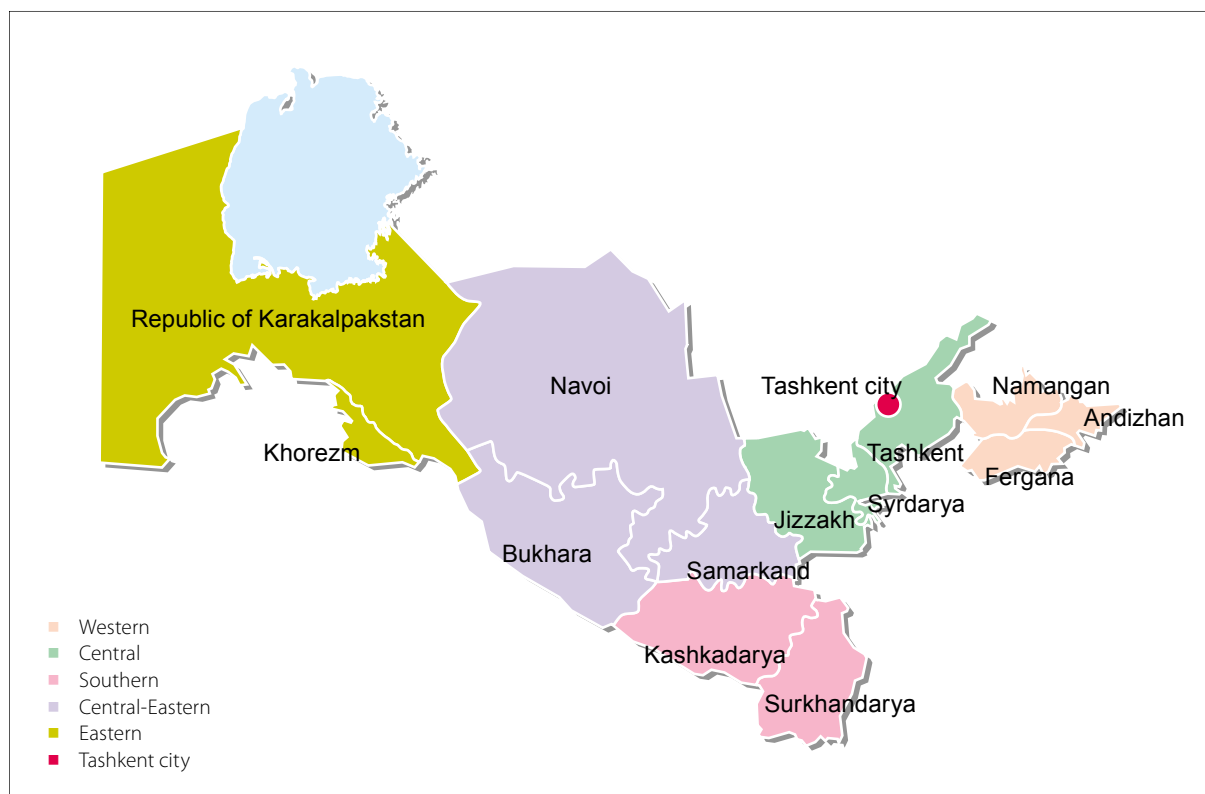 Republic of Karakalpakstan
Navoi
Tashkent city
Namangan
Andizhan
Khorezm
Tashkent
Fergana
Syrdarya
Jizzakh
Bukhara
Samarkand
Kashkadarya
Surkhandarya
Western
Central
Southern
Central-Eastern
Eastern
Tashkent city